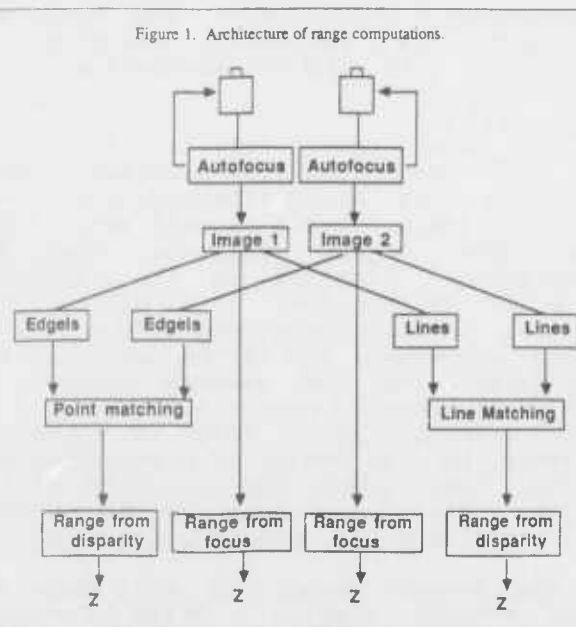 Figure 1. Architecture of range computations.
Autofocus Autofocus
Image 1 Image 2
Edgels Edgels Lines Lines
Point matching Line Matching
Range from disparity Range from focus Range from focus Range from disparity
Z Z Z Z